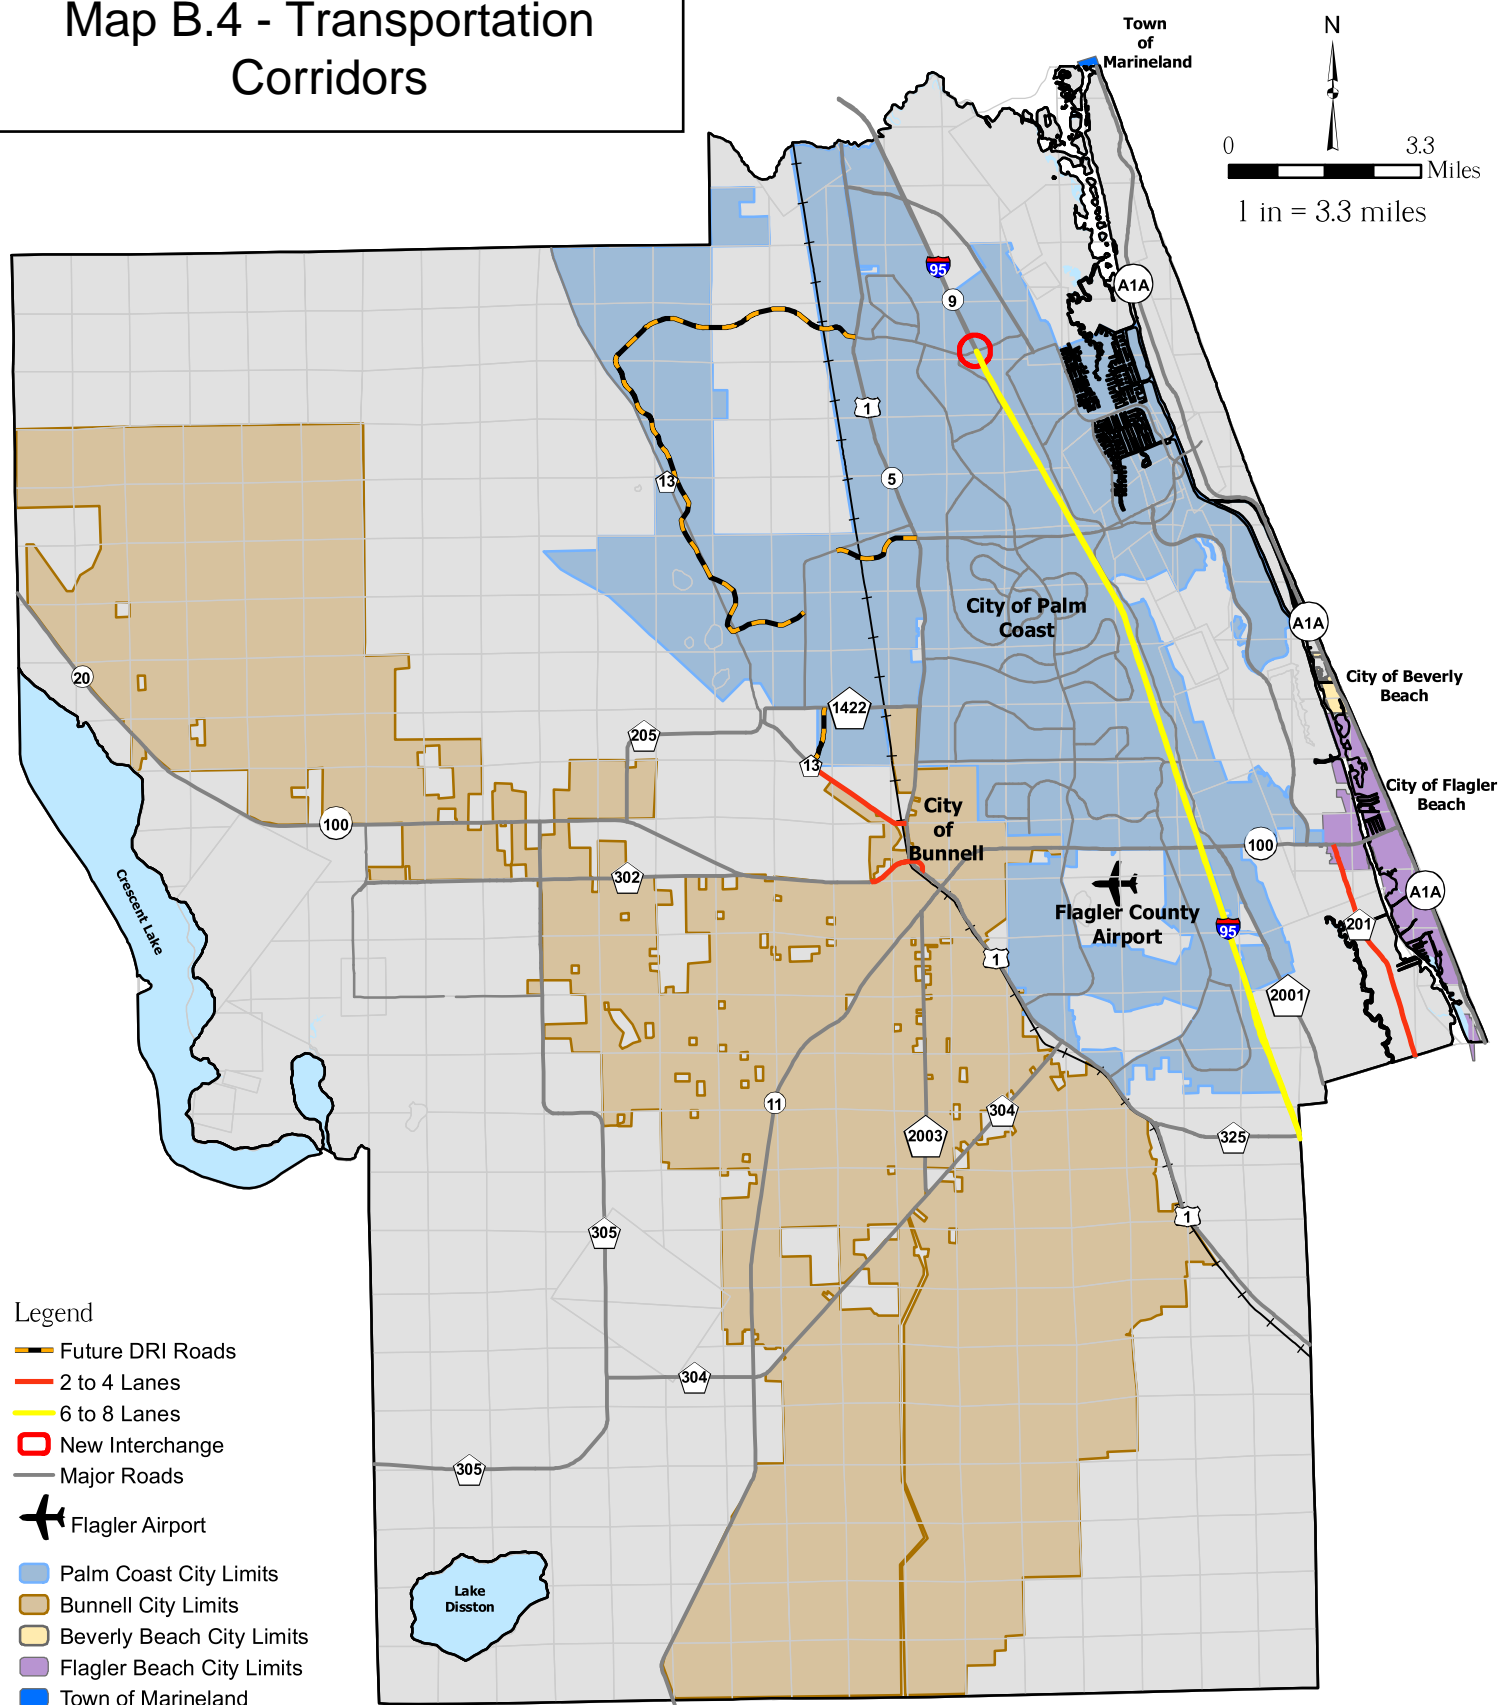 Map B.4 - Transportation
Corridors
Town
of
Marineland
N
0
3.3
Miles
1 in = 3.3 miles
95
A1A
9
1
5
13
City of Palm
Coast
A1A
City of Beverly
Beach
20
205
1422
13
City of Flagler
Beach
City
of
Bunnell
100
100
302
Crescent Lake
Flagler County
Airport
A1A
95
201
1
2001
11
304
2003
325
305
1
304
305
Lake
Disston
Legend
Future DRI Roads
2 to 4 Lanes
6 to 8 Lanes
New Interchange
Major Roads
Flagler Airport
Palm Coast City Limits
Bunnell City Limits
Beverly Beach City Limits
Flagler Beach City Limits
Town of Marineland